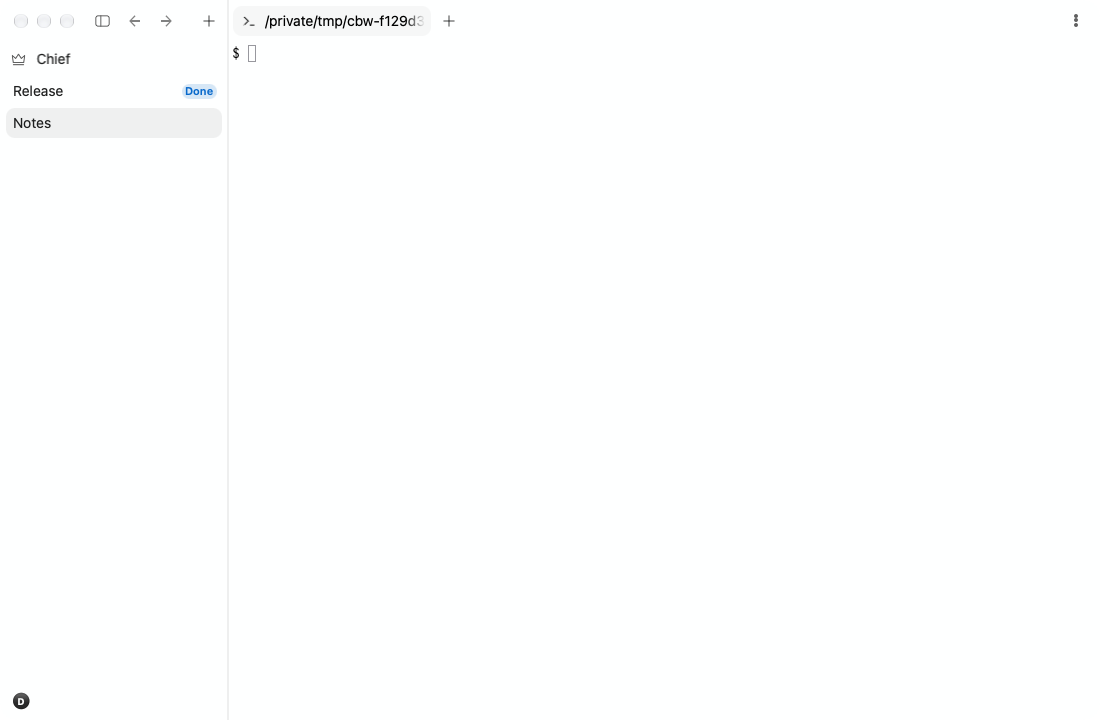 /private/tmp/cbw-f129d3
Chief
Release Done
Notes
$
D